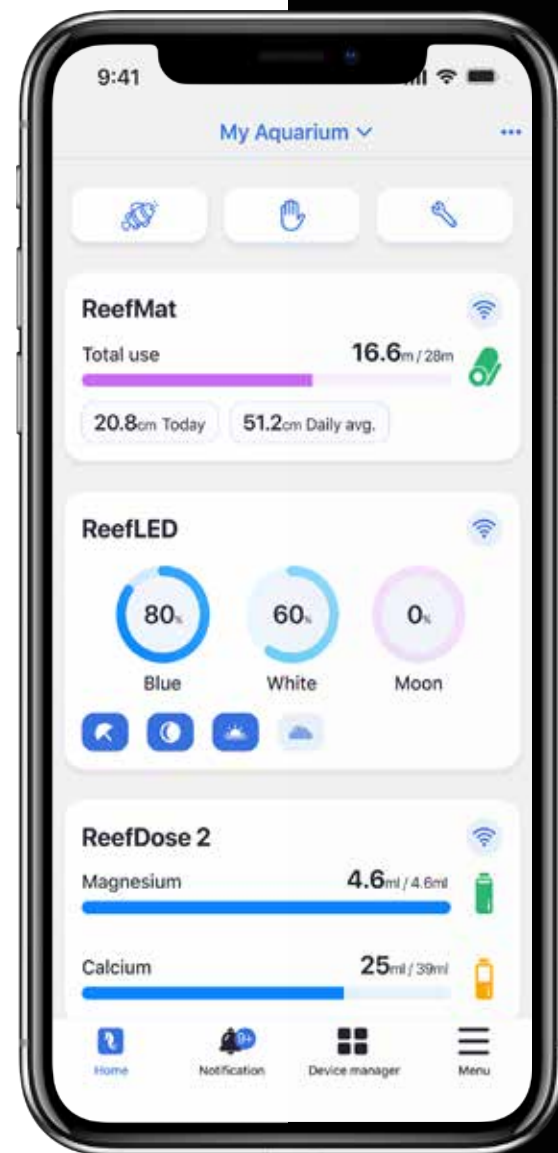 9:41
My Aquarium
ReefMat
Total use 16.6m / 28m
20.8cm Today 51.2cm Daily avg.
ReefLED
80% 60% 0%
Blue White Moon
ReefDose 2
Magnesium 4.6ml / 4.6ml
Calcium 25ml / 39ml
9+
Home Notification Device manager Menu